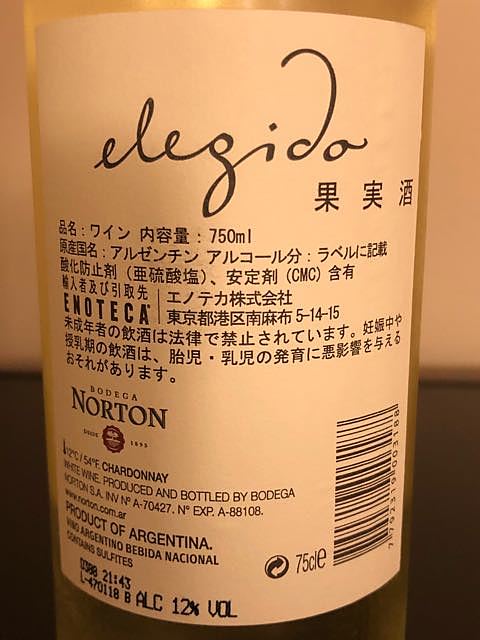 elegido
果実酒
品名：ワイン 内容量：750ml
原産国名：アルゼンチン アルコール分：ラベルに記載
酸化防止剤（亜硫酸塩）、安定剤（CMC）含有
輸入者及び引取先
ENOTECA
エノテカ株式会社
東京都港区南麻布5-14-15
未成年者の飲酒は法律で禁止されています。妊娠中や
授乳期の飲酒は、胎児・乳児の発育に悪影響を与える
おそれがあります。
BODEGA
NORTON
DESDE 1895
12°C / 54°F. CHARDONNAY
WHITE WINE. PRODUCED AND BOTTLED BY BODEGA
NORTON S.A. INV Nº A-70427. Nº EXP. A-88108.
www.norton.com.ar
PRODUCT OF ARGENTINA.
VINO ARGENTINO BEBIDA NACIONAL
CONTAINS SULFITES
75cl e
D388 21:43
L-470118 B ALC 12% VOL